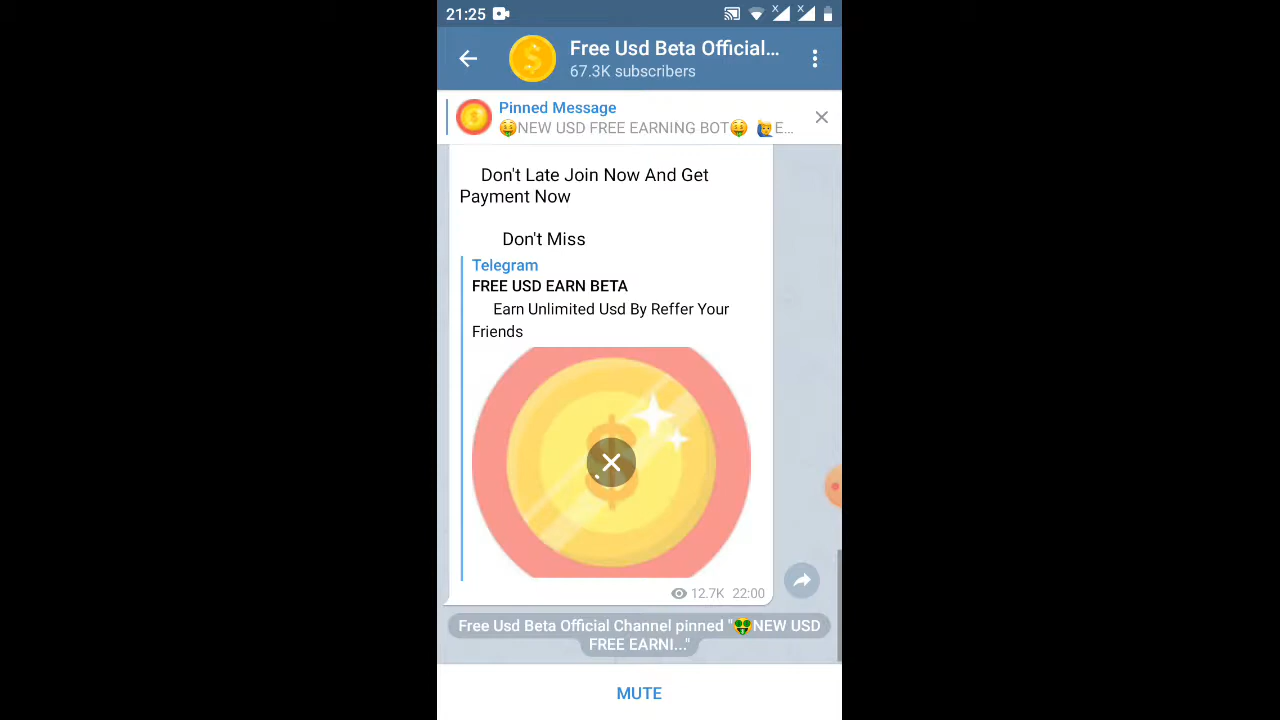 21:25
Free Usd Beta Official...
67.3K subscribers
Pinned Message
🤑NEW USD FREE EARNING BOT🤑 🙋‍♂️E...
Don't Late Join Now And Get
Payment Now
Don't Miss
Telegram
FREE USD EARN BETA
Earn Unlimited Usd By Reffer Your
Friends
12.7K 22:00
Free Usd Beta Official Channel pinned "🤑NEW USD
FREE EARNI..."
MUTE